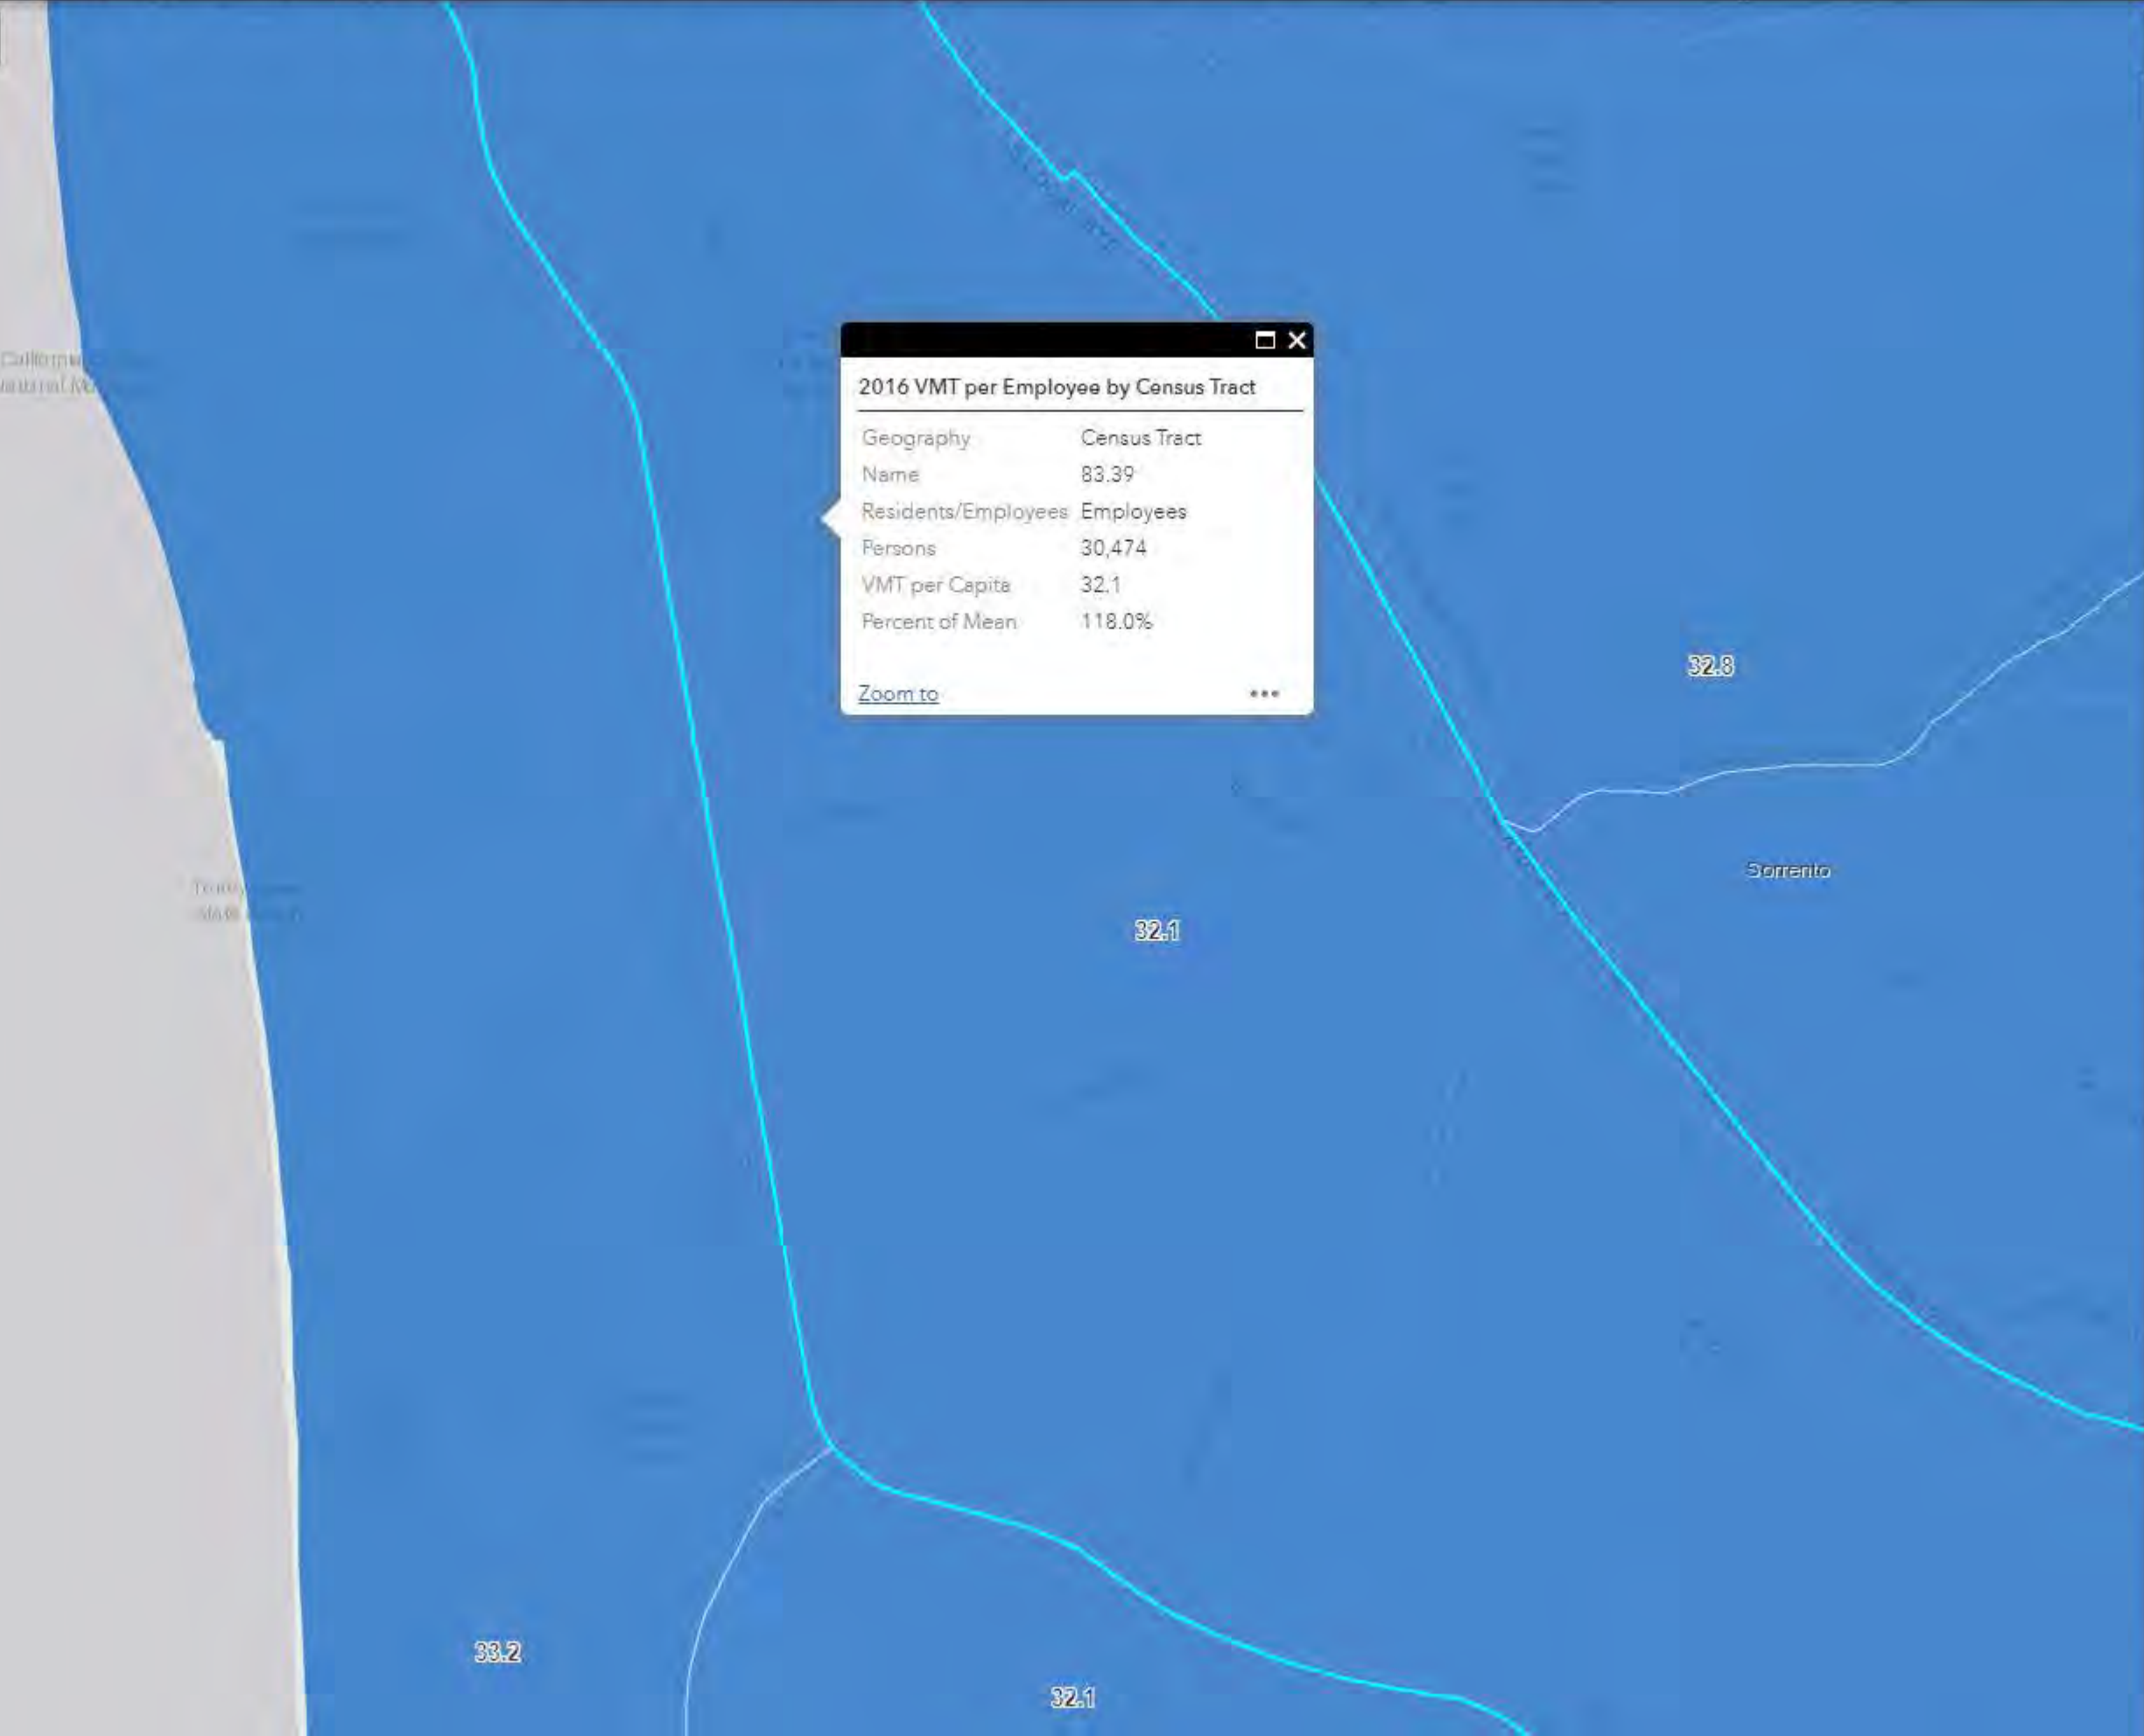 2016 VMT per Employee by Census Tract
Geography Census Tract
Name 83.39
Residents/Employees Employees
Persons 30,474
VMT per Capita 32.1
Percent of Mean 118.0%
Zoom to
32.8
Sorrento
32.1
33.2
32.1